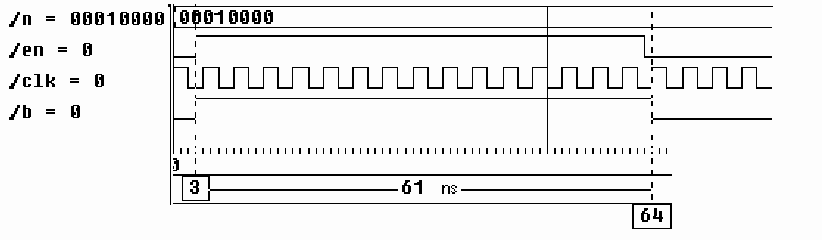 /n = 00010000 00010000
/en = 0
/clk = 0
/b = 0
0
3 61 ns
64